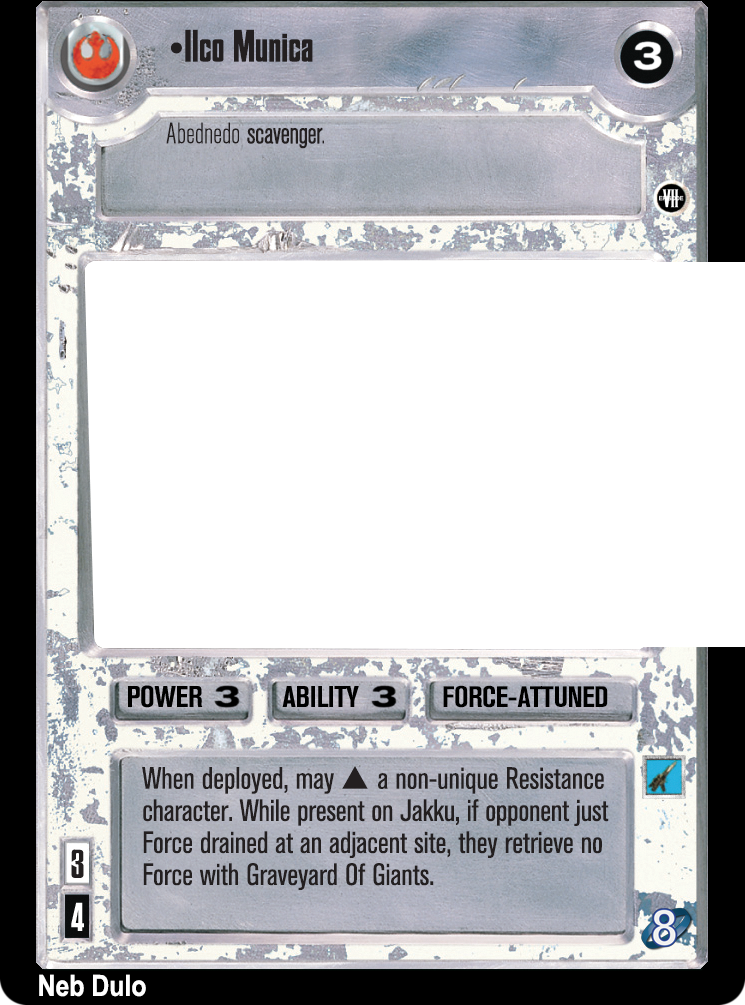 •Ilco Munica
3
Abednedo scavenger.
EPISODE VII
POWER 3
ABILITY 3
FORCE-ATTUNED
When deployed, may ▲ a non-unique Resistance
character. While present on Jakku, if opponent just
Force drained at an adjacent site, they retrieve no
Force with Graveyard Of Giants.
3
4
8
Neb Dulo